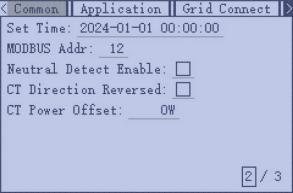 < Common Application Grid Connect >
Set Time: 2024-01-01 00:00:00
MODBUS Addr: 12
Neutral Detect Enable:
CT Direction Reversed:
CT Power Offset: 0W
2 / 3